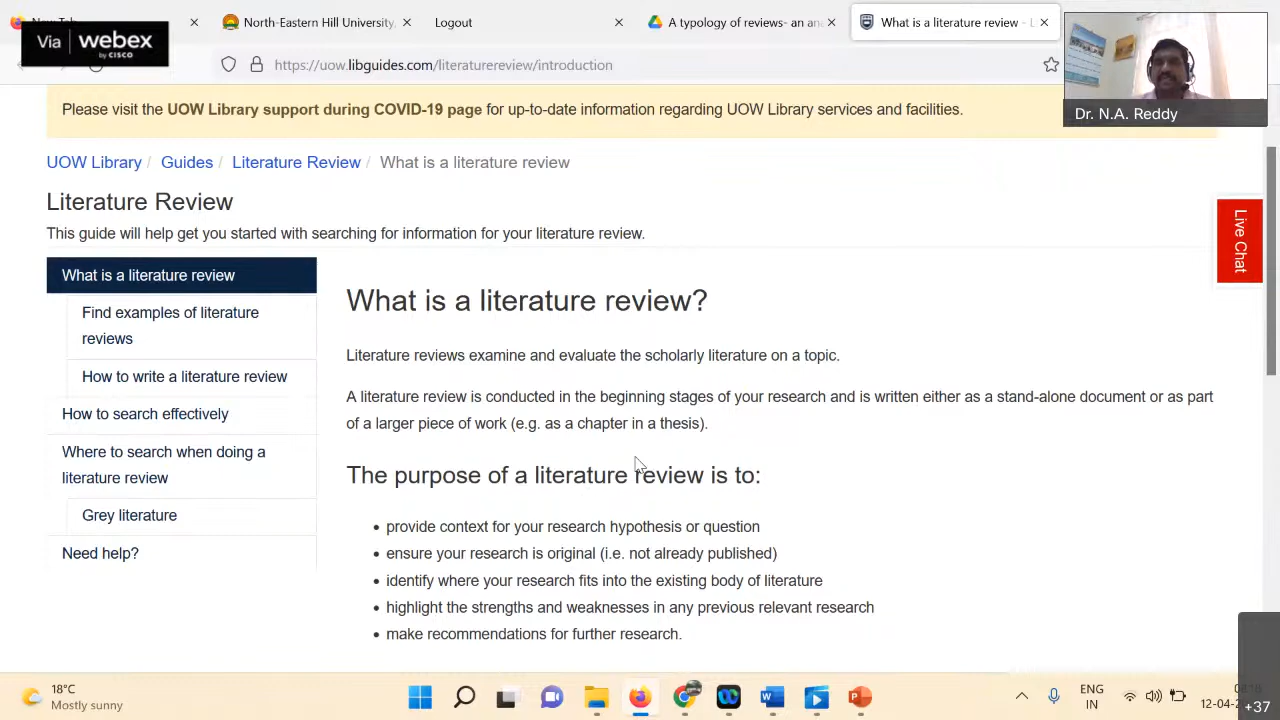 New Tab
North-Eastern Hill University,
Logout
A typology of reviews- an an
What is a literature review - L
Via webex
by CISCO
https://uow.libguides.com/literaturereview/introduction
Dr. N.A. Reddy
Please visit the UOW Library support during COVID-19 page for up-to-date information regarding UOW Library services and facilities.
UOW Library / Guides / Literature Review / What is a literature review
Literature Review
This guide will help get you started with searching for information for your literature review.
Live Chat
What is a literature review
Find examples of literature
reviews
How to write a literature review
How to search effectively
Where to search when doing a
literature review
Grey literature
Need help?
What is a literature review?
Literature reviews examine and evaluate the scholarly literature on a topic.
A literature review is conducted in the beginning stages of your research and is written either as a stand-alone document or as part
of a larger piece of work (e.g. as a chapter in a thesis).
The purpose of a literature review is to:
• provide context for your research hypothesis or question
• ensure your research is original (i.e. not already published)
• identify where your research fits into the existing body of literature
• highlight the strengths and weaknesses in any previous relevant research
• make recommendations for further research.
18°C
Mostly sunny
ENG
IN
12-04-2
+37